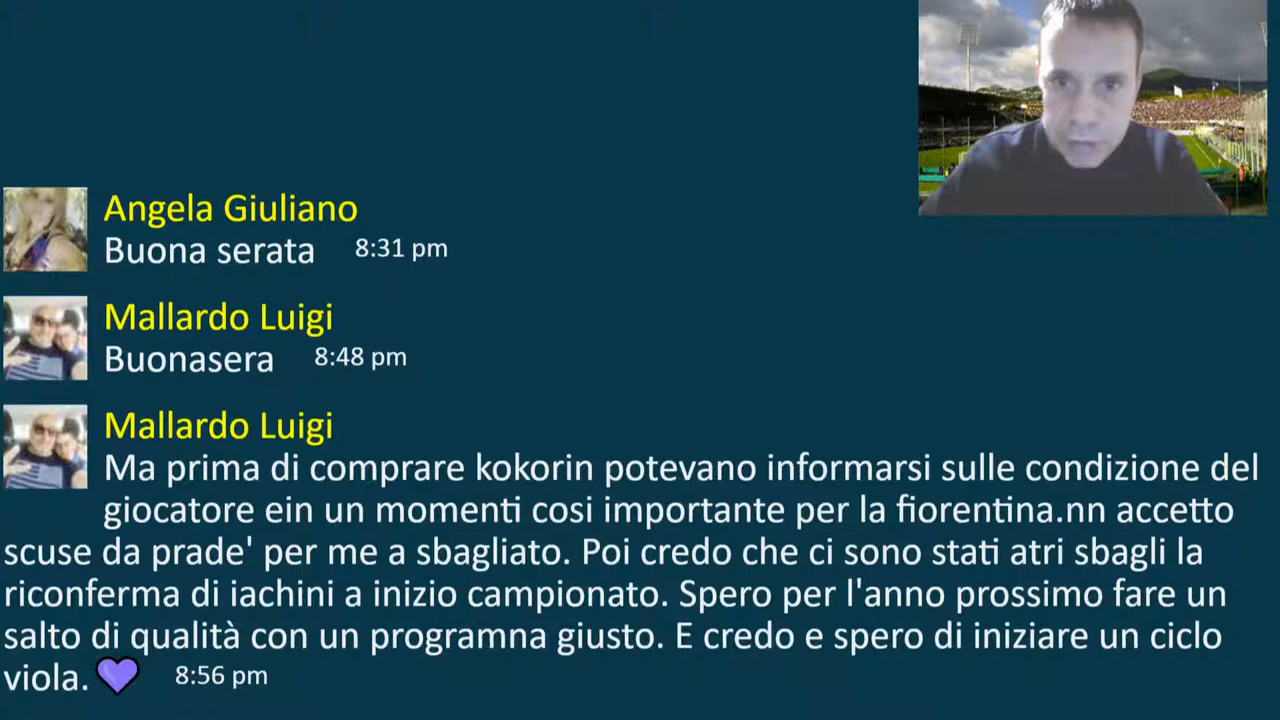 Angela Giuliano
Buona serata 8:31 pm
Mallardo Luigi
Buonasera 8:48 pm
Mallardo Luigi
Ma prima di comprare kokorin potevano informarsi sulle condizione del
giocatore ein un momenti cosi importante per la fiorentina.nn accetto
scuse da prade' per me a sbagliato. Poi credo che ci sono stati atri sbagli la
riconferma di iachini a inizio campionato. Spero per l'anno prossimo fare un
salto di qualità con un programna giusto. E credo e spero di iniziare un ciclo
viola. 💜 8:56 pm